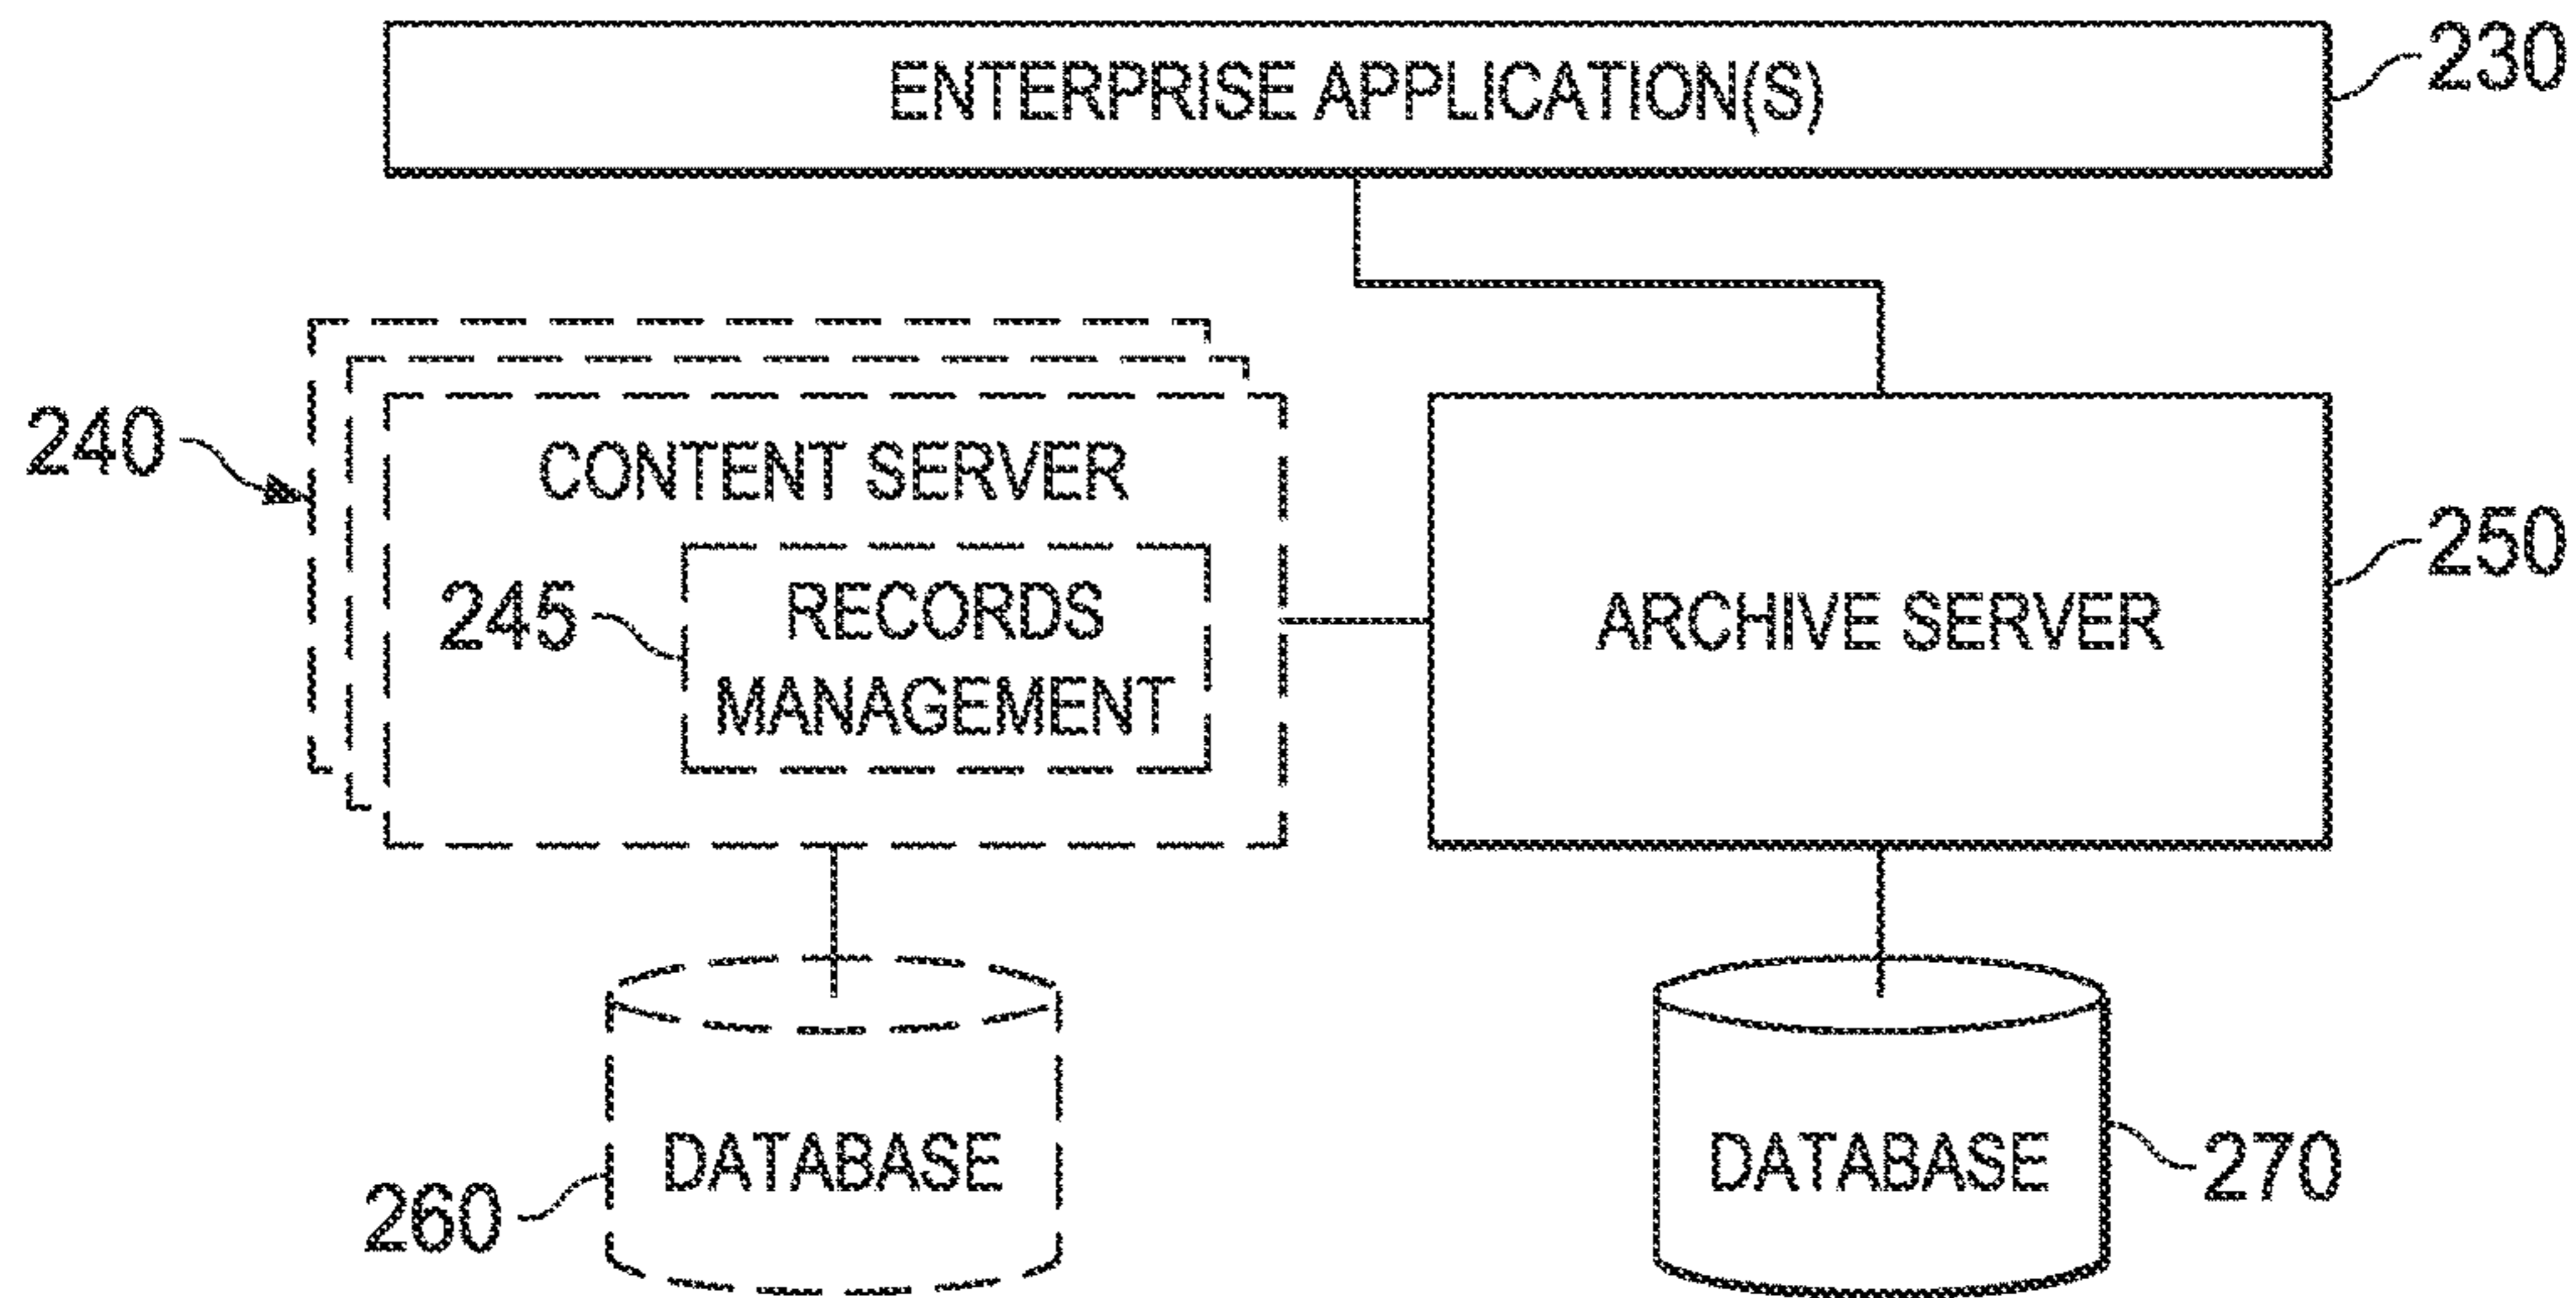 ENTERPRISE APPLICATION(S)
230
240
CONTENT SERVER
245
RECORDS
MANAGEMENT
ARCHIVE SERVER
250
DATABASE
260
DATABASE
270